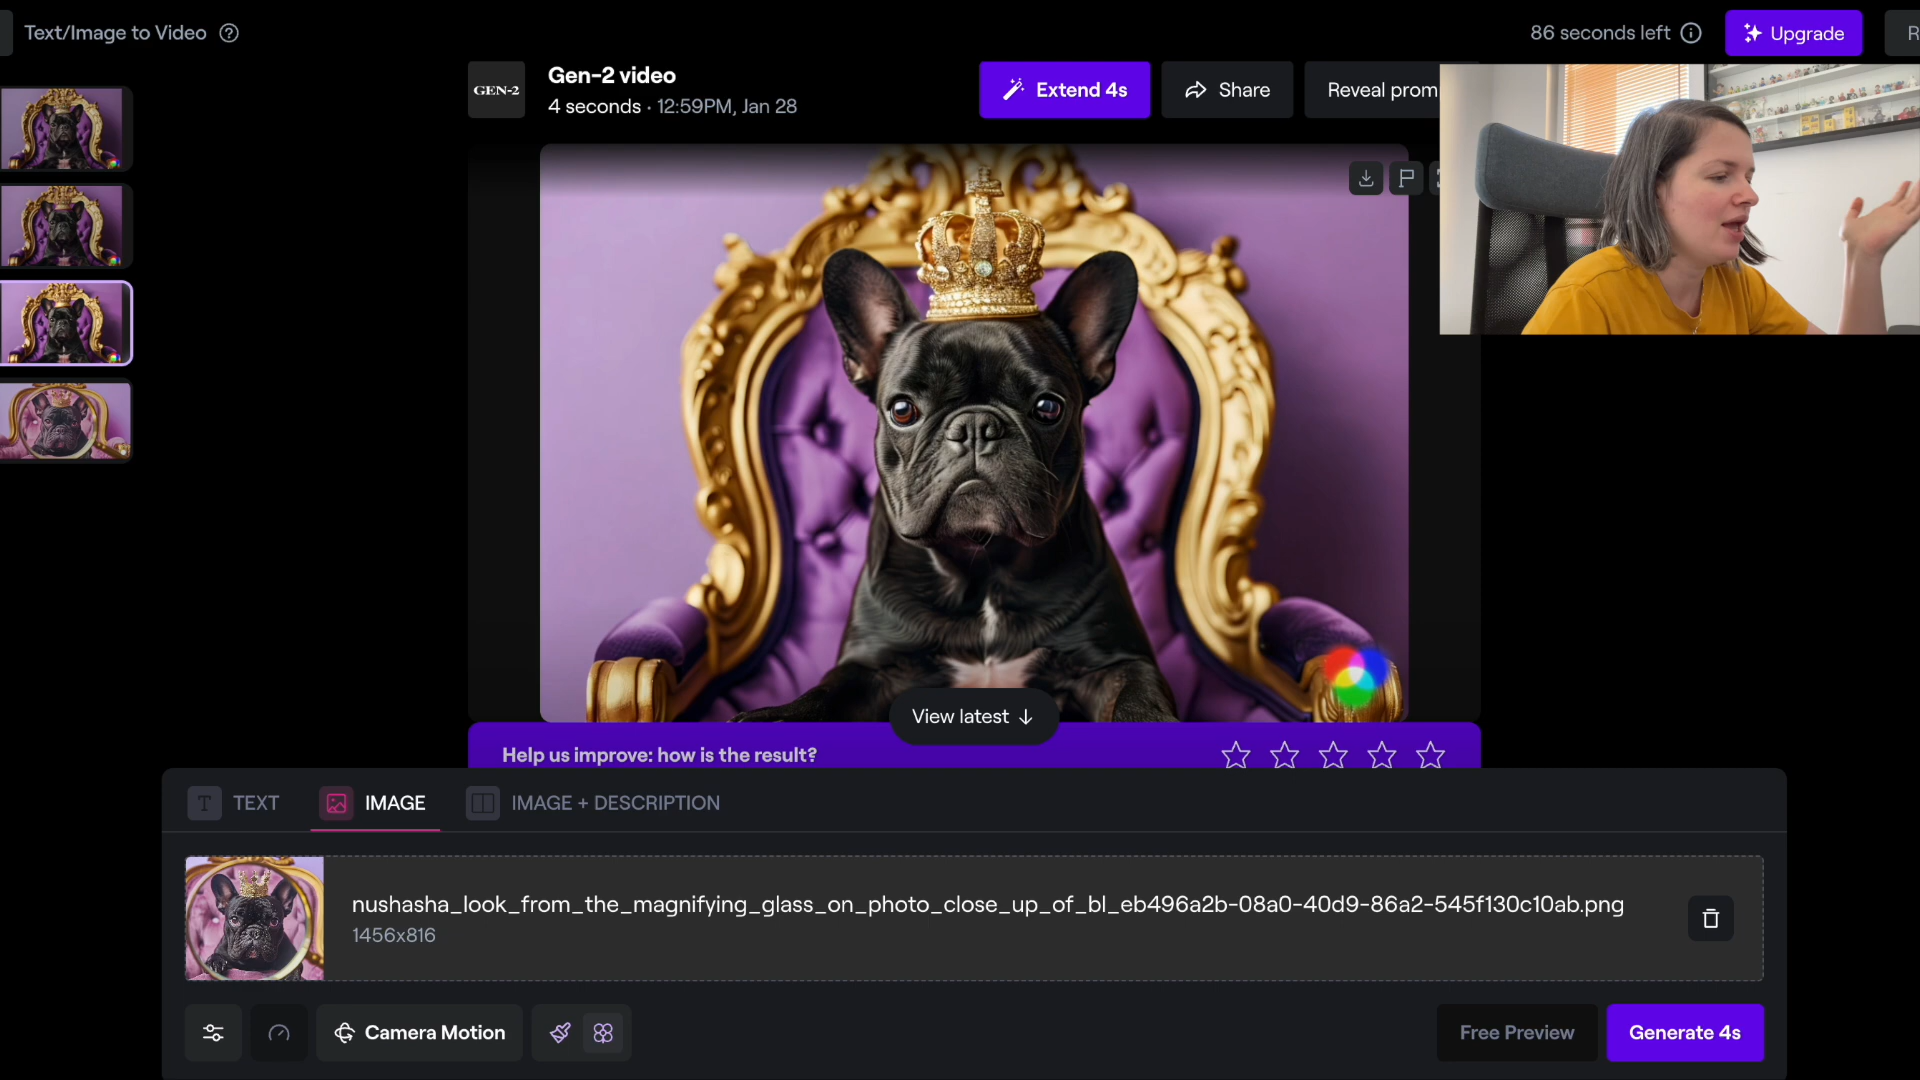 Text/Image to Video
86 seconds left
Upgrade
R
GEN-2
Gen-2 video
4 seconds · 12:59PM, Jan 28
Extend 4s
Share
Reveal prom
View latest ↓
Help us improve: how is the result?
T TEXT
IMAGE
IMAGE + DESCRIPTION
nushasha_look_from_the_magnifying_glass_on_photo_close_up_of_bl_eb496a2b-08a0-40d9-86a2-545f130c10ab.png
1456x816
Camera Motion
Free Preview
Generate 4s